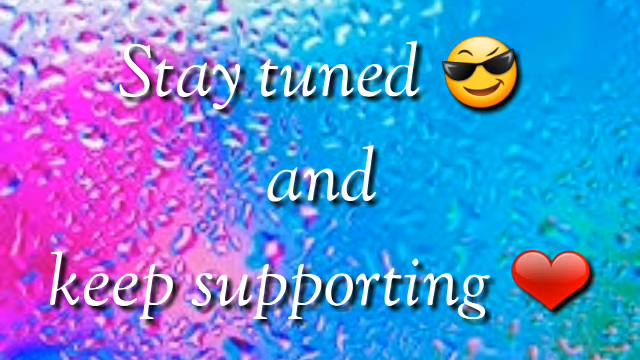 Stay tuned 😎
and
keep supporting ❤️